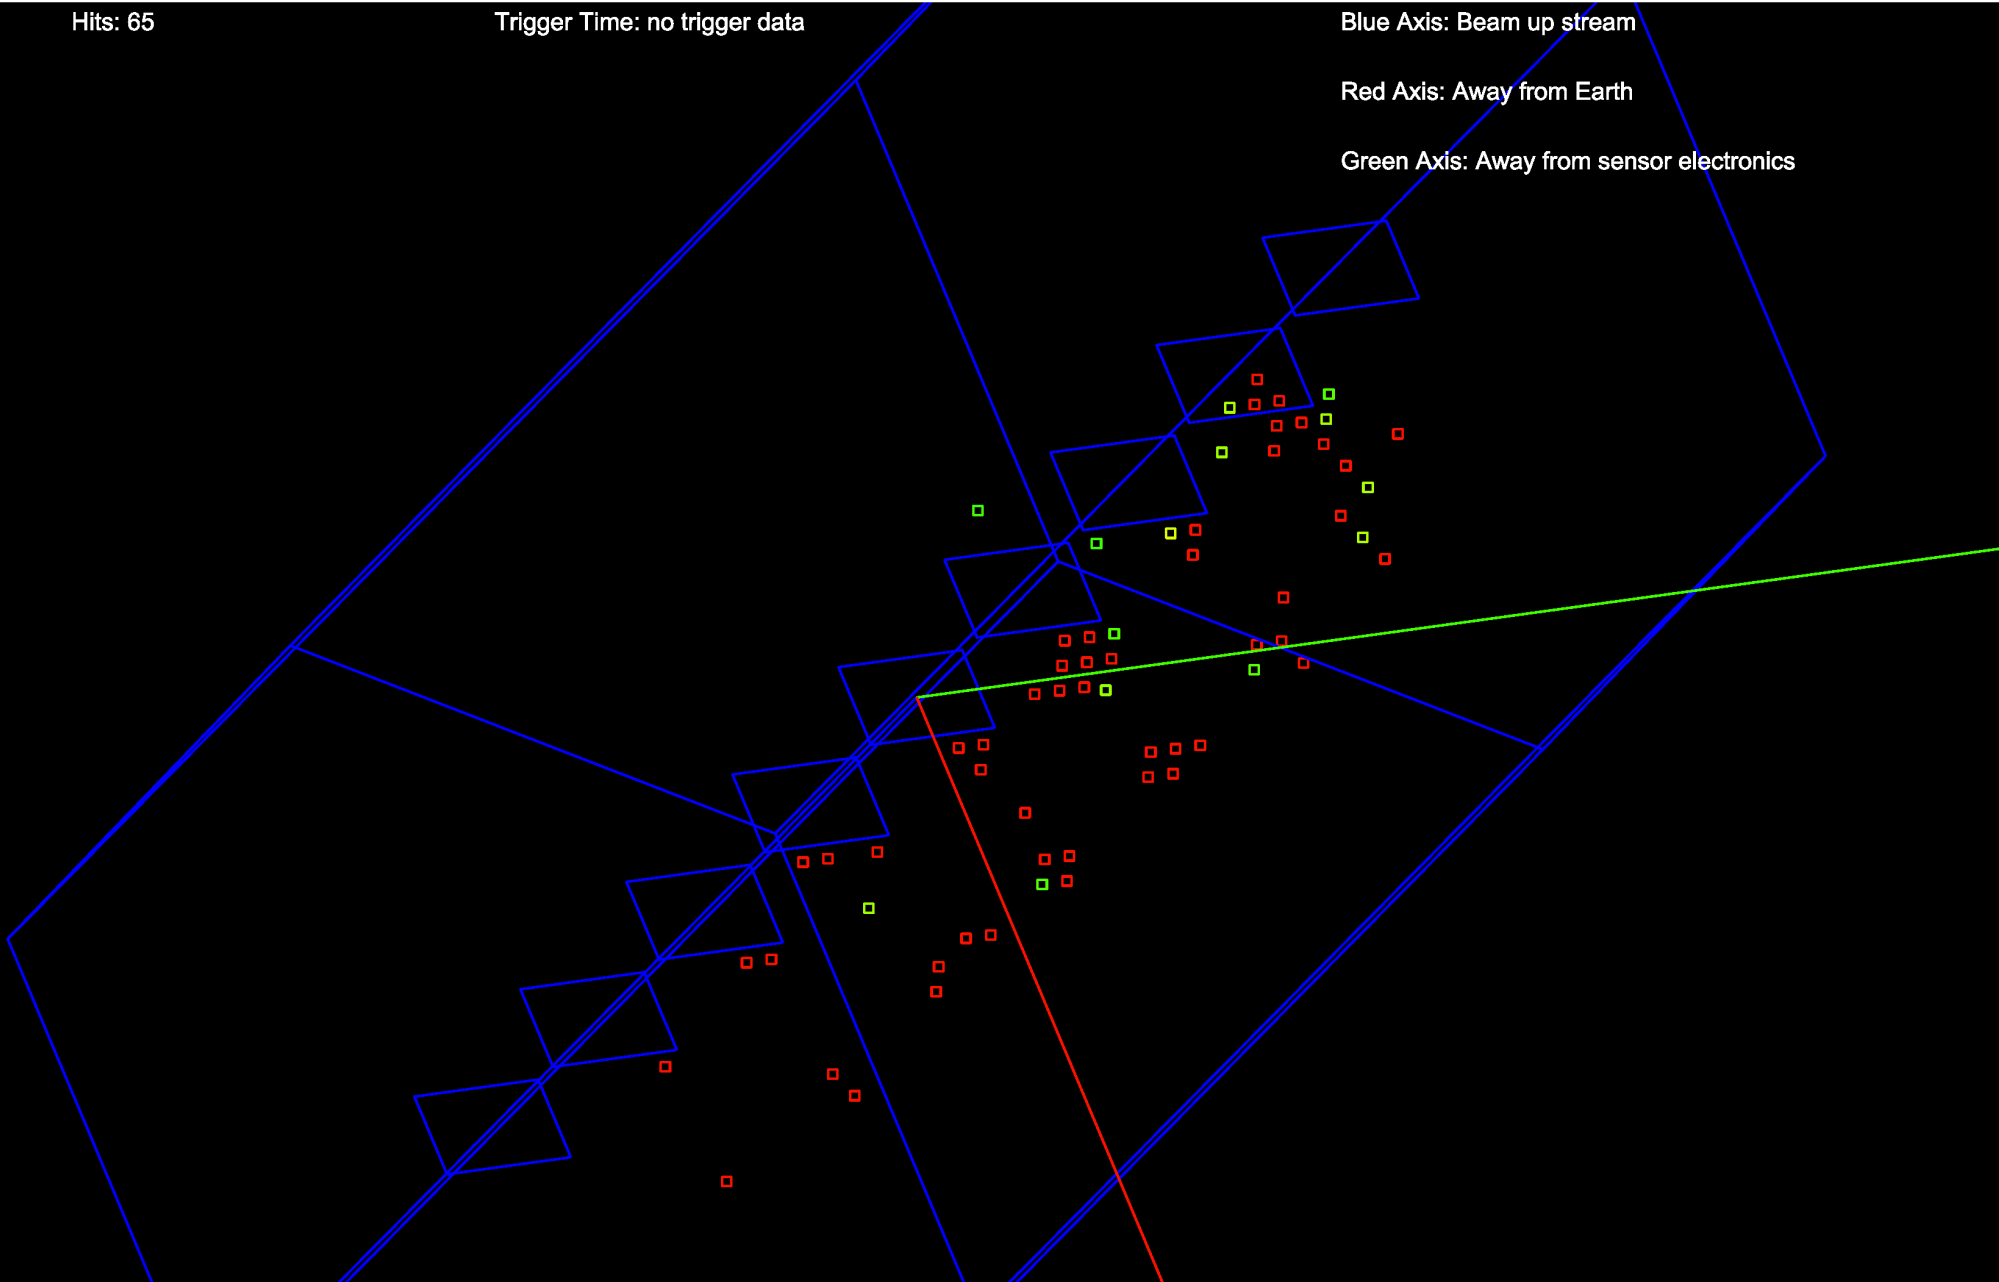 Hits: 65
Trigger Time: no trigger data
Blue Axis: Beam up stream
Red Axis: Away from Earth
Green Axis: Away from sensor electronics